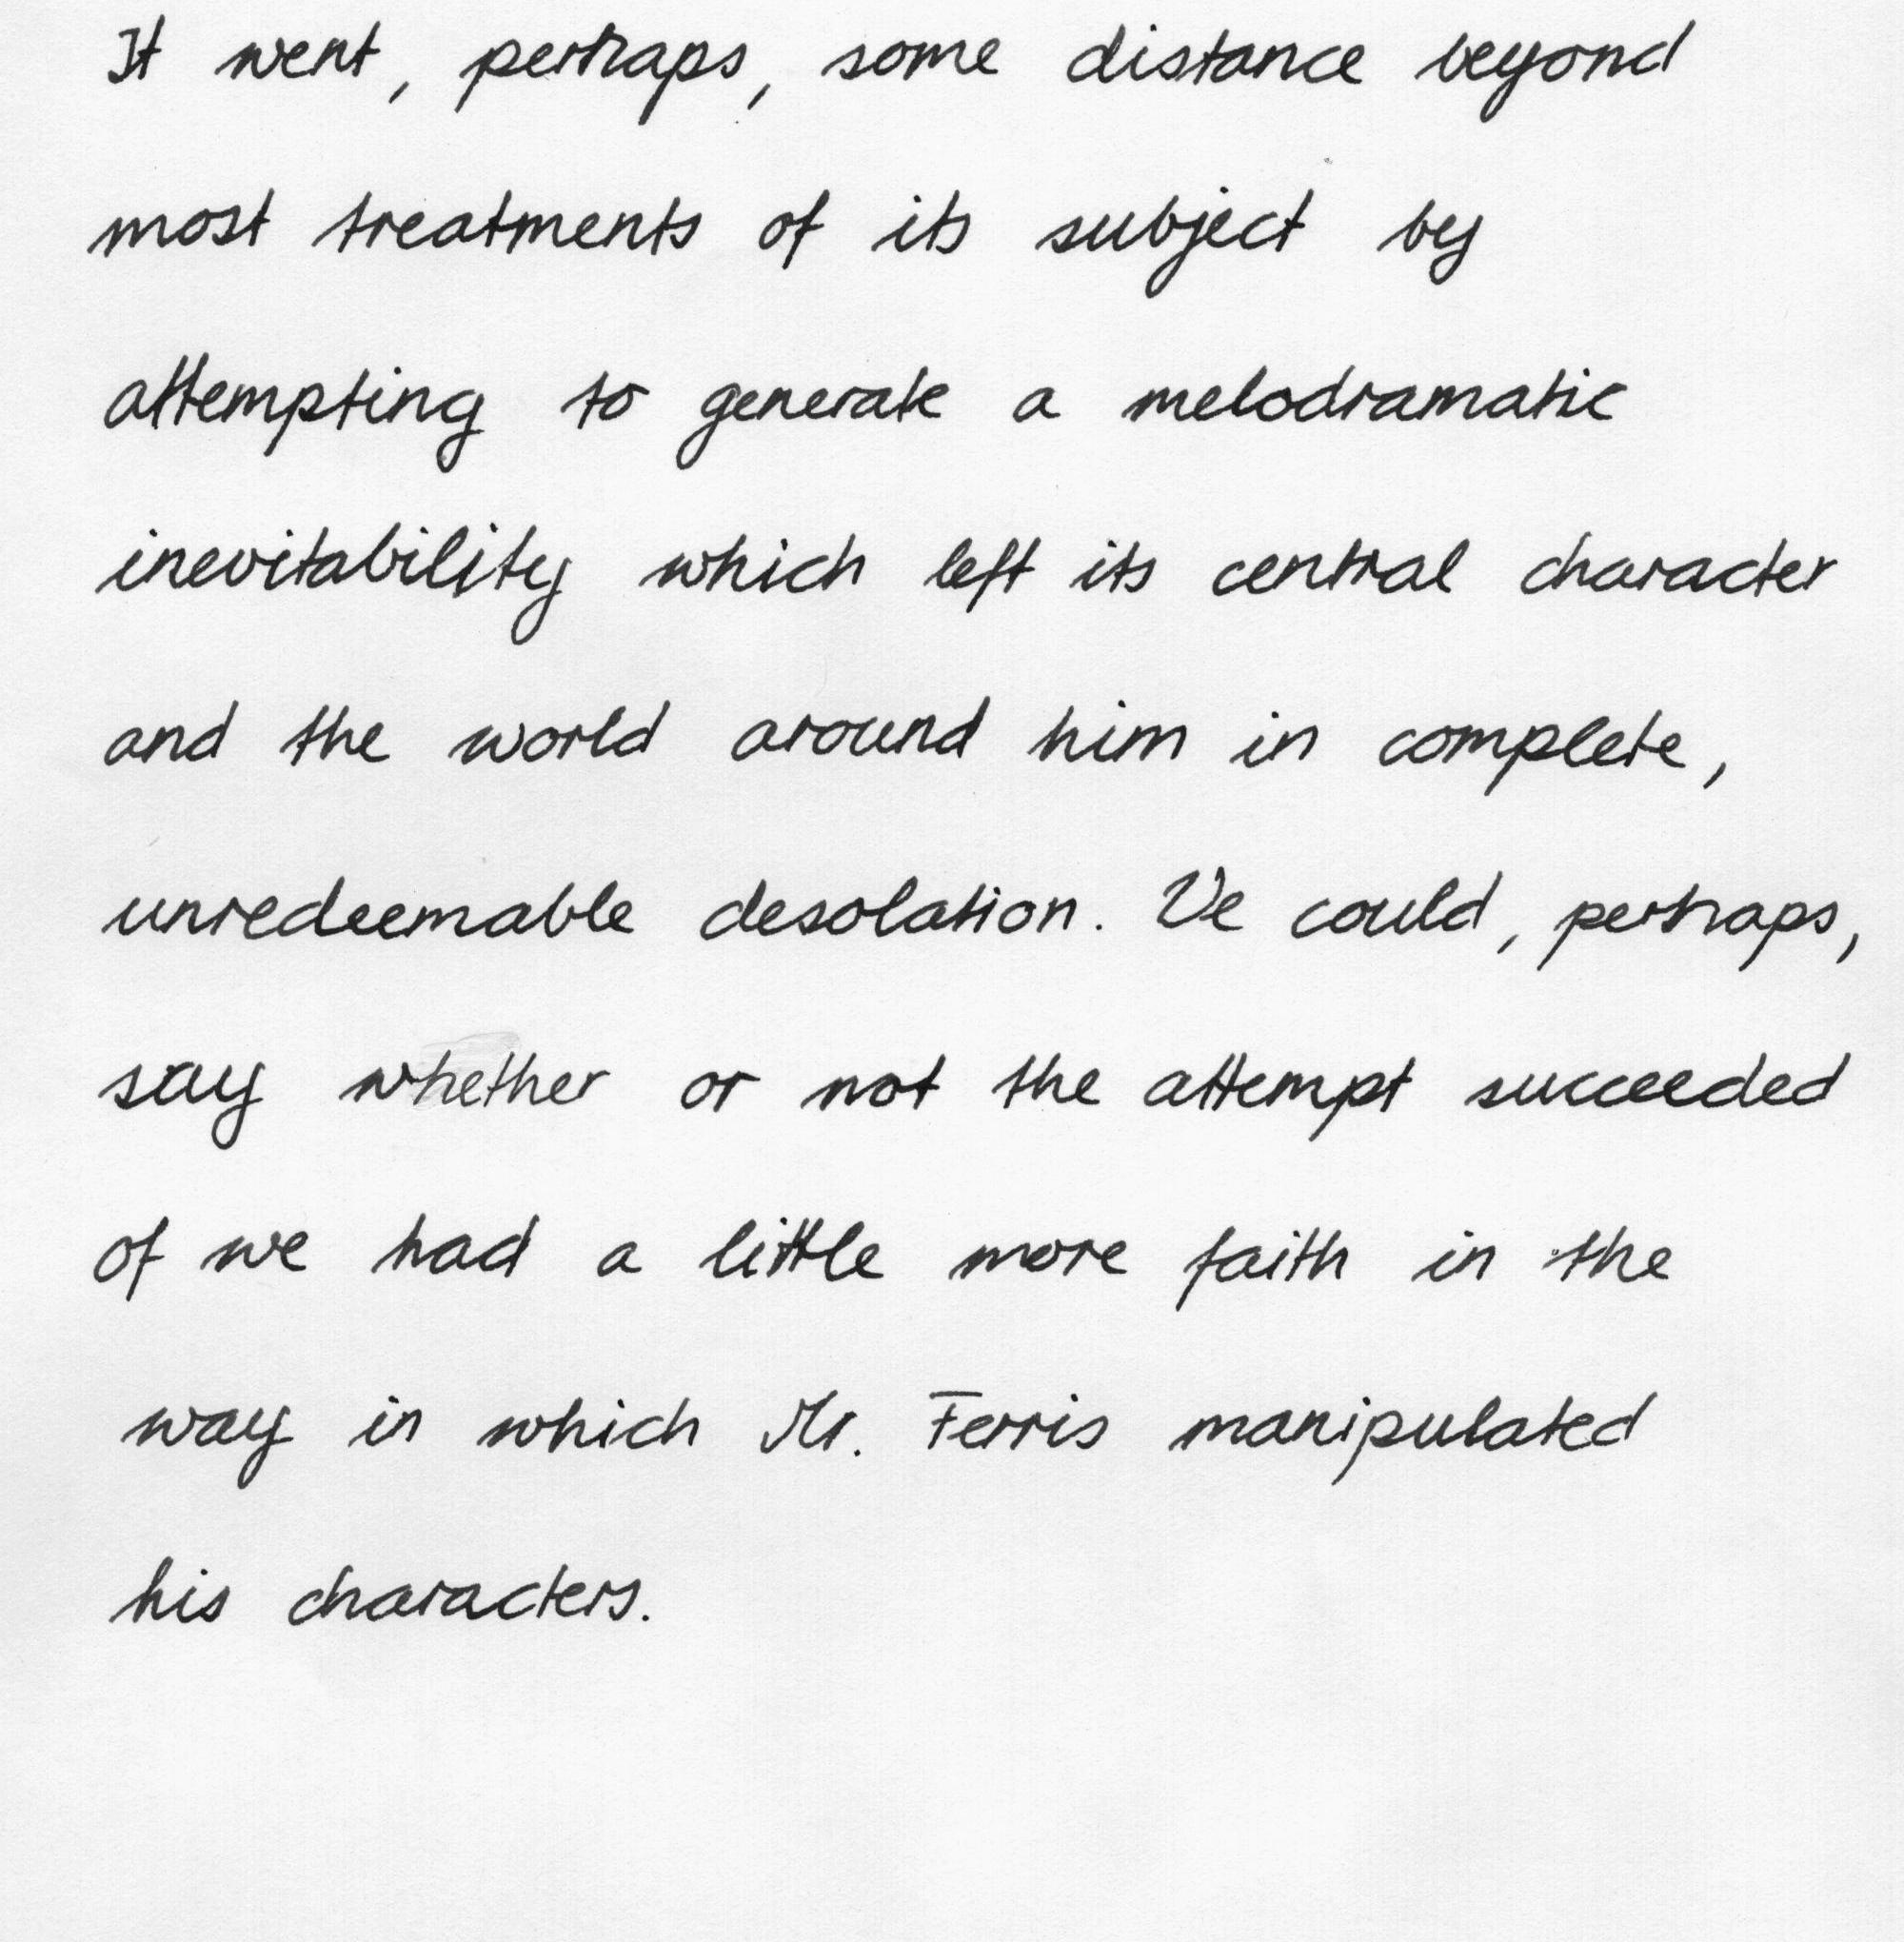 It went, perhaps, some distance beyond
most treatments of its subject by
attempting to generate a melodramatic
inevitability which left its central character
and the world around him in complete,
unredeemable desolation. Ve could, perhaps,
say whether or not the attempt succeeded
of we had a little more faith in the
way in which Mr. Ferris manipulated
his characters.